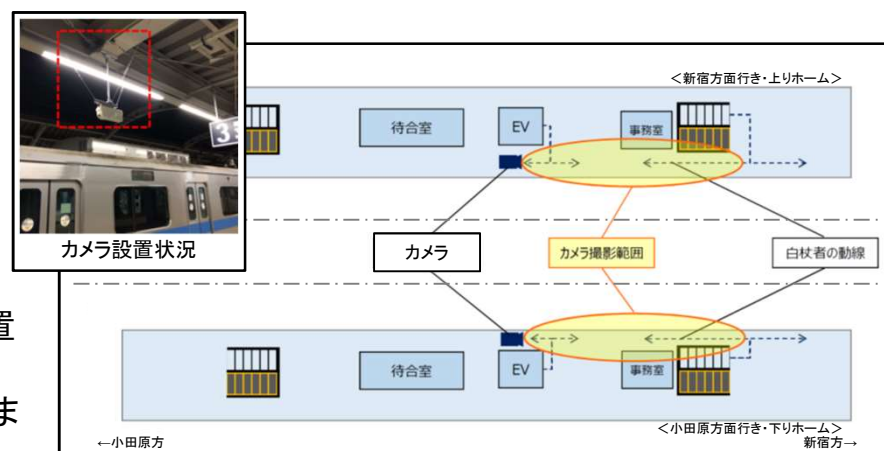 ＜新宿方面行き・上りホーム＞
待合室
EV
事務室
カメラ設置状況
カメラ
カメラ撮影範囲
白杖者の動線
置
ま
待合室
EV
事務室
＜小田原方面行き・下りホーム＞
←小田原方
新宿方→